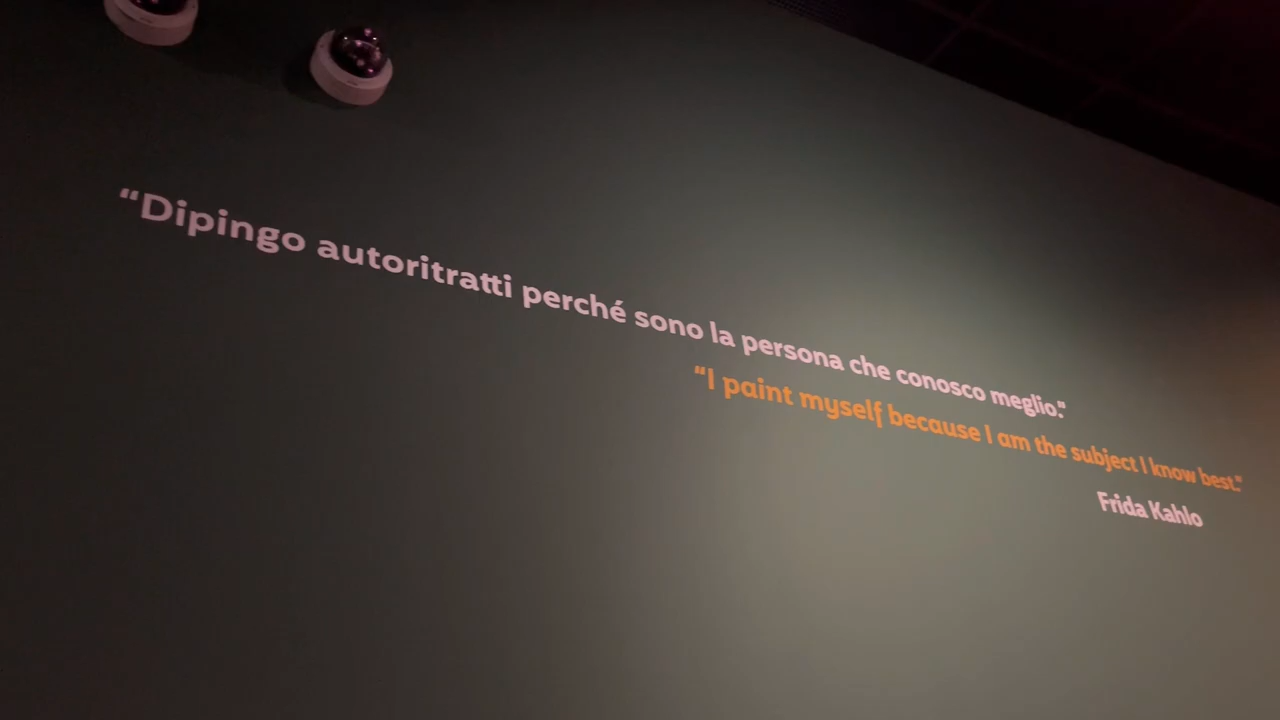 “Dipingo autoritratti perché sono la persona che conosco meglio.”
“I paint myself because I am the subject I know best.”
Frida Kahlo